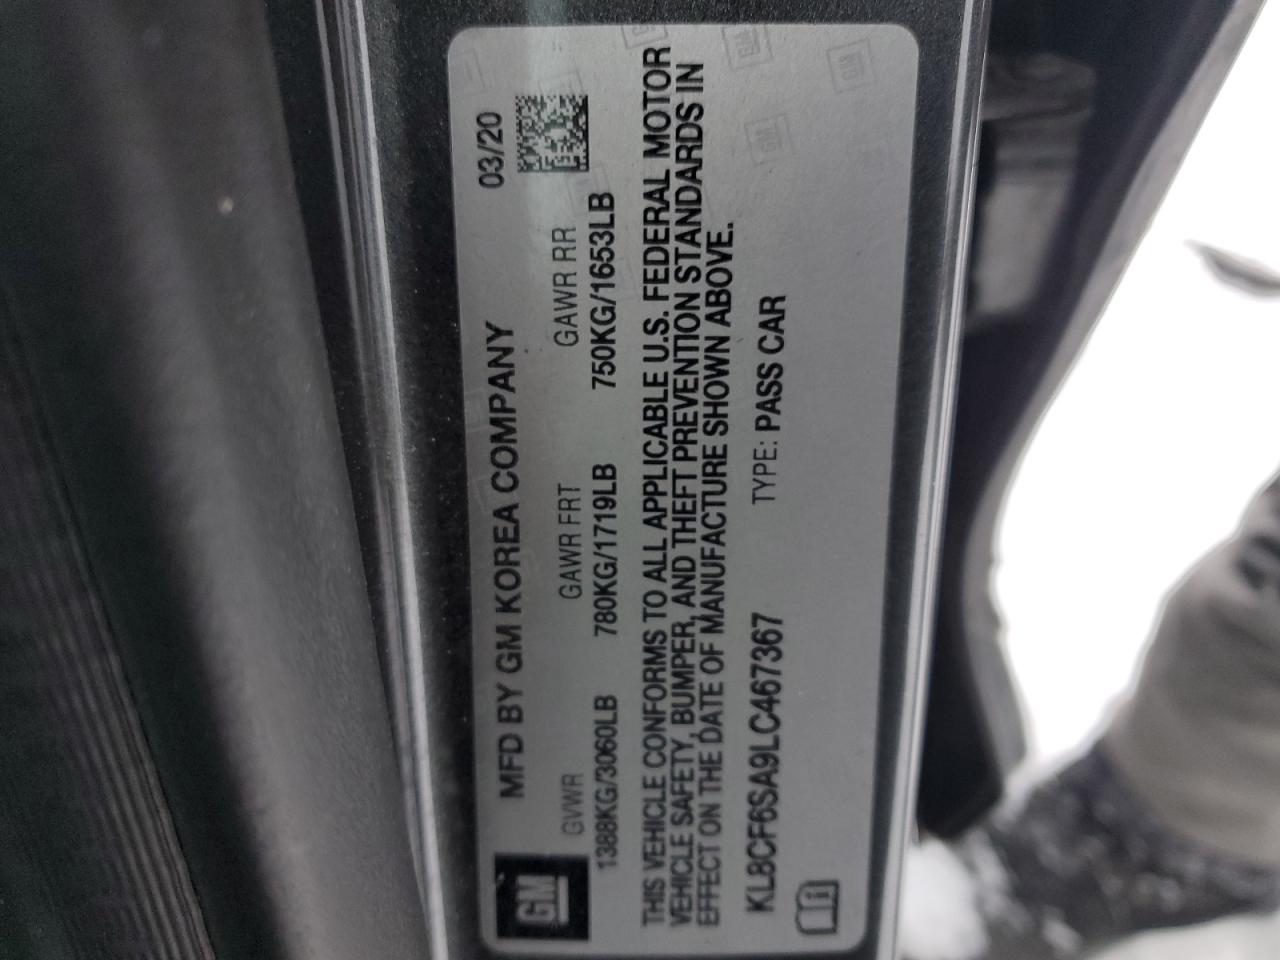 GM
MFD BY GM KOREA COMPANY 03/20
GVWR GAWR FRT GAWR RR
1388KG/3060LB 780KG/1719LB 750KG/1653LB
THIS VEHICLE CONFORMS TO ALL APPLICABLE U.S. FEDERAL MOTOR
VEHICLE SAFETY, BUMPER, AND THEFT PREVENTION STANDARDS IN
EFFECT ON THE DATE OF MANUFACTURE SHOWN ABOVE.
KL8CF6SA9LC467367 TYPE: PASS CAR